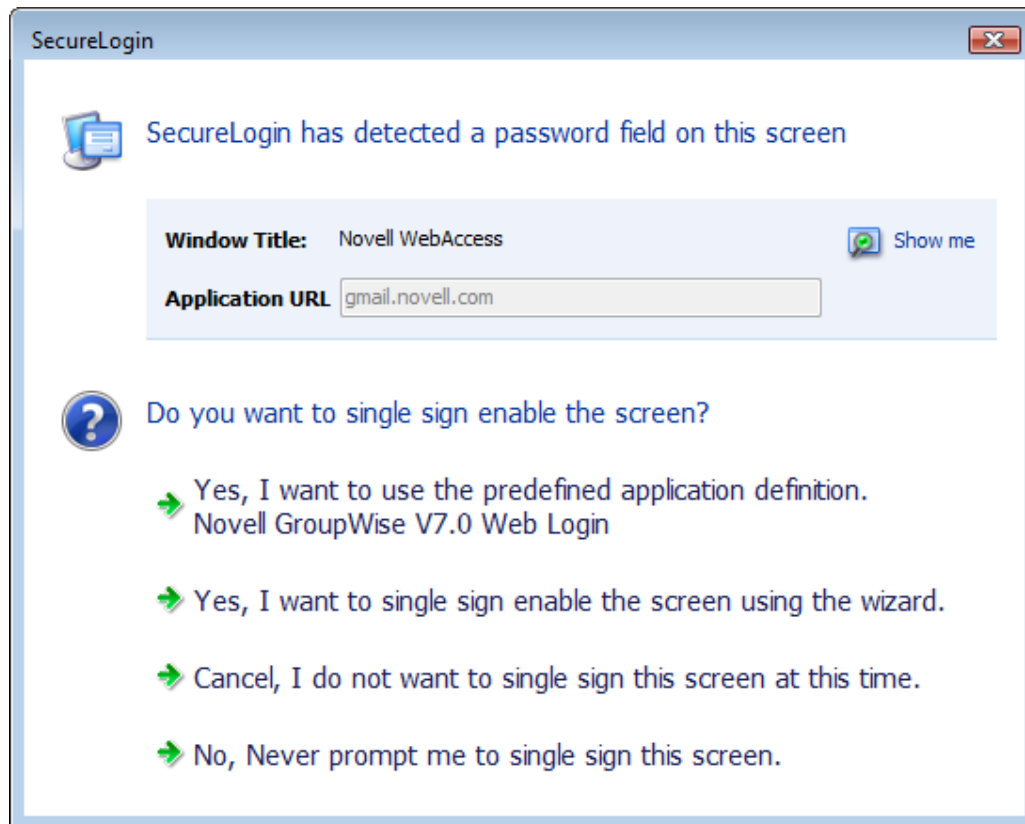 SecureLogin
SecureLogin has detected a password field on this screen
Window Title: Novell WebAccess Show me
Application URL gmail.novell.com
Do you want to single sign enable the screen?
Yes, I want to use the predefined application definition.
Novell GroupWise V7.0 Web Login
Yes, I want to single sign enable the screen using the wizard.
Cancel, I do not want to single sign this screen at this time.
No, Never prompt me to single sign this screen.